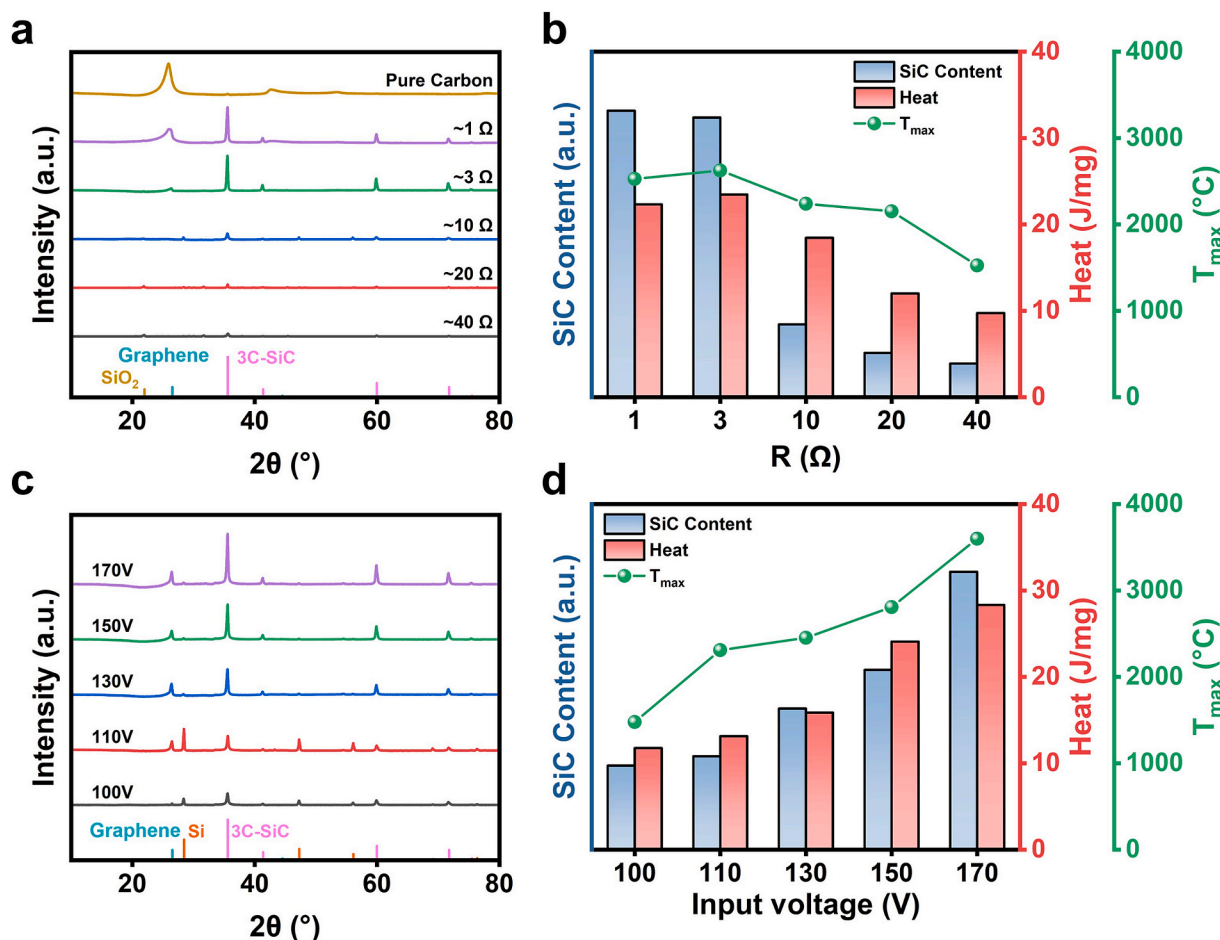 a
Pure Carbon
~1 Ω
~3 Ω
~10 Ω
~20 Ω
~40 Ω
Graphene
3C-SiC
SiO2
Intensity (a.u.)
20 40 60 80
2θ (°)
b
SiC Content
Heat
Tmax
SiC Content (a.u.)
40
30
20
10
0
Heat (J/mg)
4000
3000
2000
1000
0
Tmax (°C)
1 3 10 20 40
R (Ω)
c
170V
150V
130V
110V
100V
Graphene Si 3C-SiC
Intensity (a.u.)
20 40 60 80
2θ (°)
d
SiC Content
Heat
Tmax
SiC Content (a.u.)
40
30
20
10
0
Heat (J/mg)
4000
3000
2000
1000
0
Tmax (°C)
100 110 130 150 170
Input voltage (V)